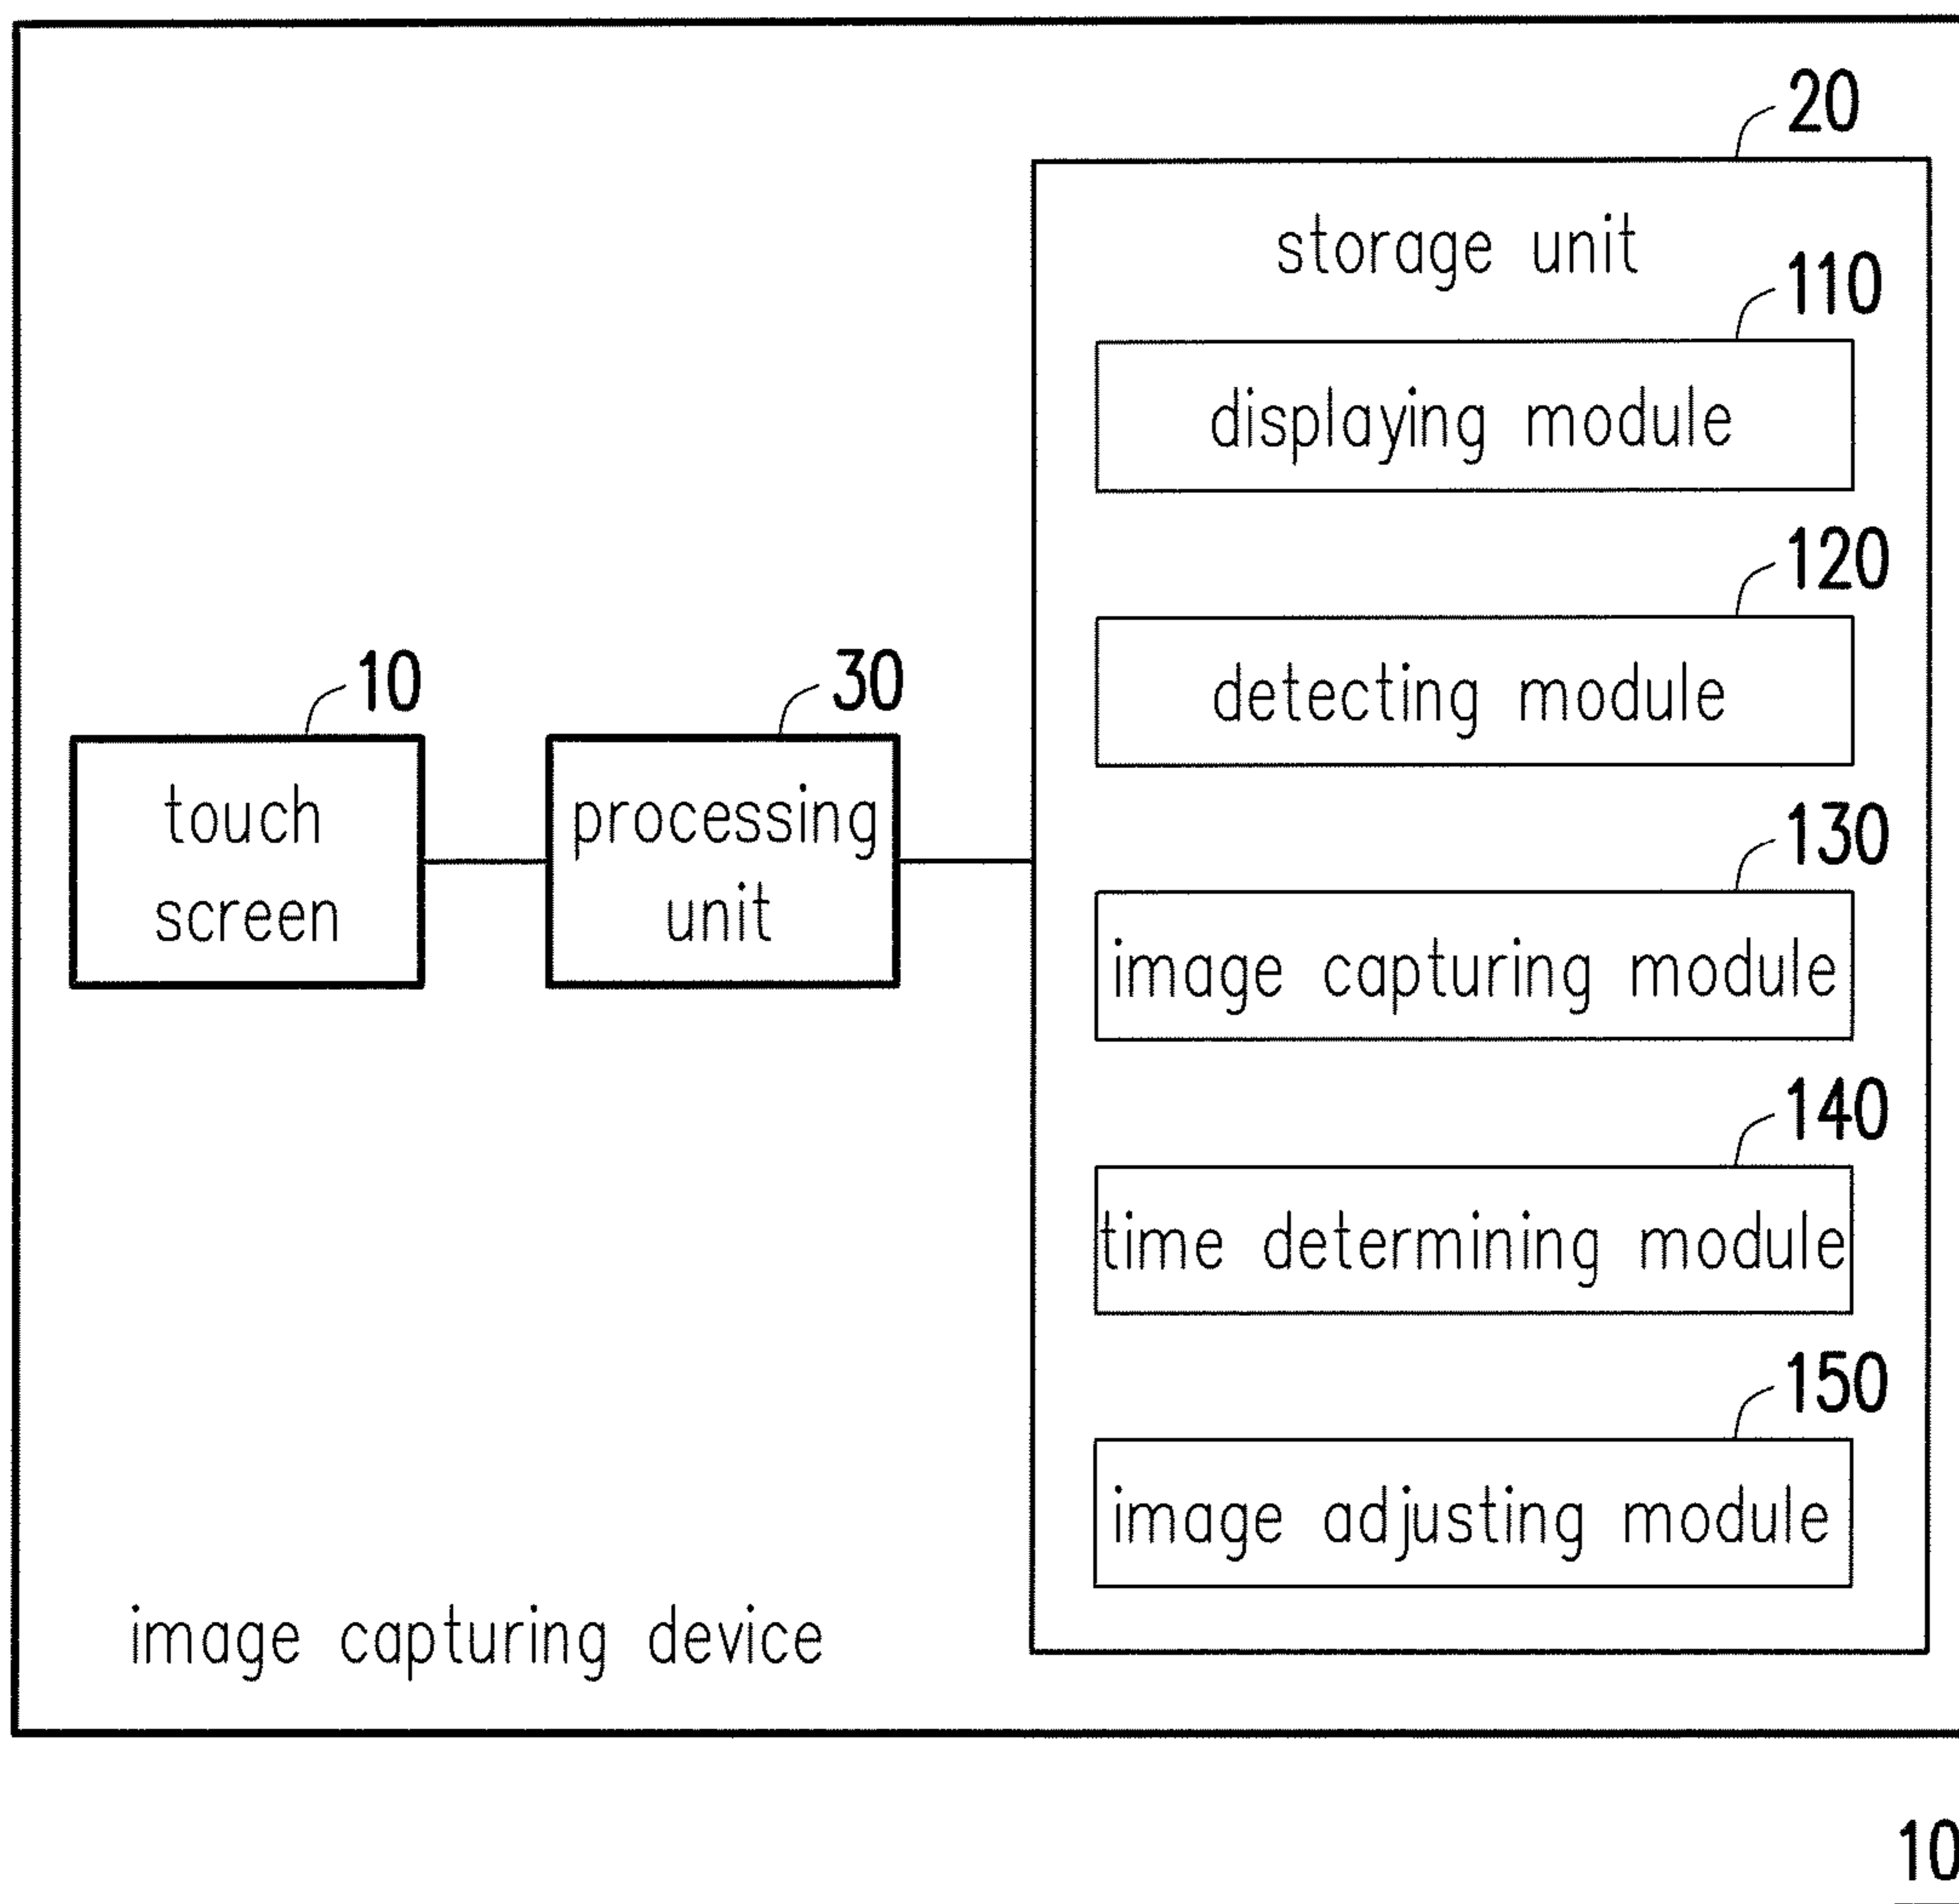 20
storage unit
110
displaying module
120
detecting module
10
30
touch
screen
processing
unit
130
image capturing module
140
time determining module
150
image adjusting module
image capturing device
10